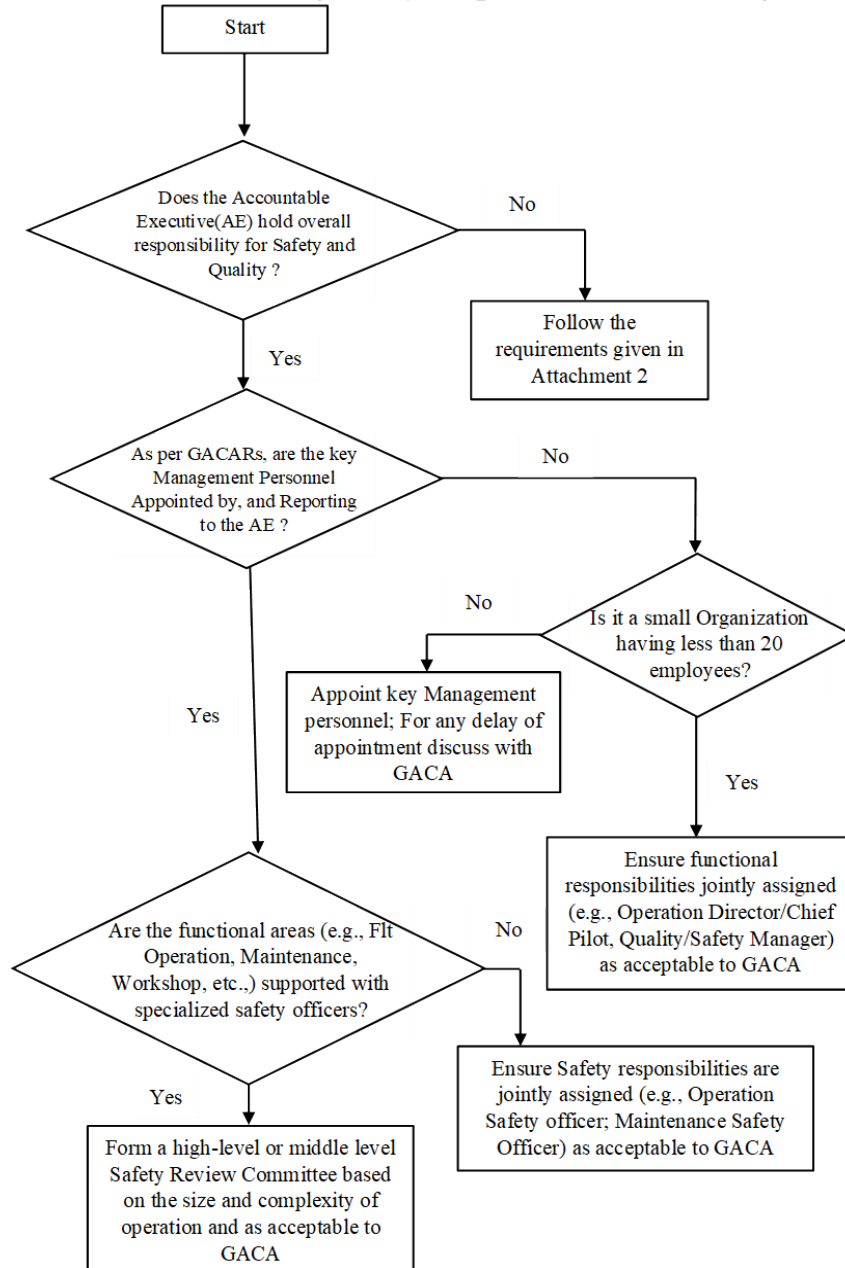 Start
Does the Accountable
Executive(AE) hold overall
responsibility for Safety and
Quality ?
No
Follow the
requirements given in
Attachment 2
Yes
As per GACARs, are the key
Management Personnel
Appointed by, and Reporting
to the AE ?
No
Is it a small Organization
having less than 20
employees?
No
Appoint key Management
personnel; For any delay of
appointment discuss with
GACA
Yes
Yes
Ensure functional
responsibilities jointly assigned
(e.g., Operation Director/Chief
Pilot, Quality/Safety Manager)
as acceptable to GACA
Are the functional areas (e.g., Flt
Operation, Maintenance,
Workshop, etc.,) supported with
specialized safety officers?
No
Ensure Safety responsibilities are
jointly assigned (e.g., Operation
Safety officer; Maintenance Safety
Officer) as acceptable to GACA
Yes
Form a high-level or middle level
Safety Review Committee based
on the size and complexity of
operation and as acceptable to
GACA